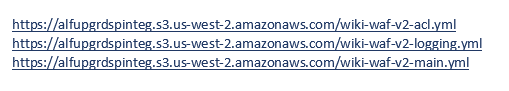 https://alfupgrdspinteg.s3.us-west-2.amazonaws.com/wiki-waf-v2-acl.yml
https://alfupgrdspinteg.s3.us-west-2.amazonaws.com/wiki-waf-v2-logging.yml
https://alfupgrdspinteg.s3.us-west-2.amazonaws.com/wiki-waf-v2-main.yml